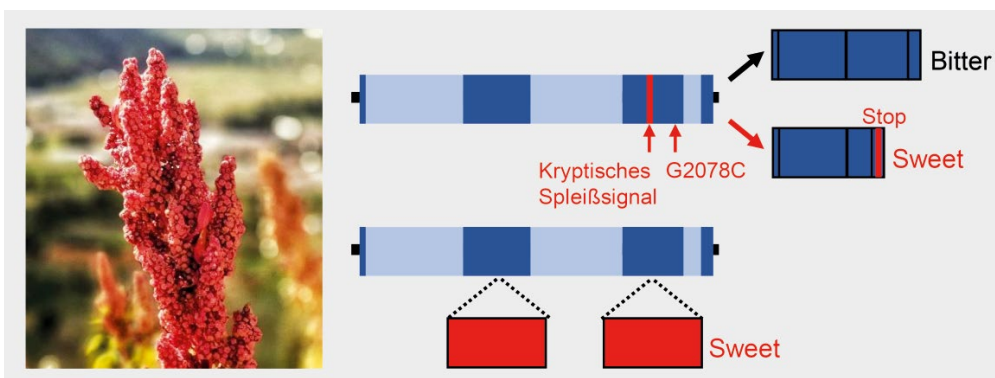 Bitter
Stop
Sweet
Kryptisches
Spleißsignal
G2078C
Sweet